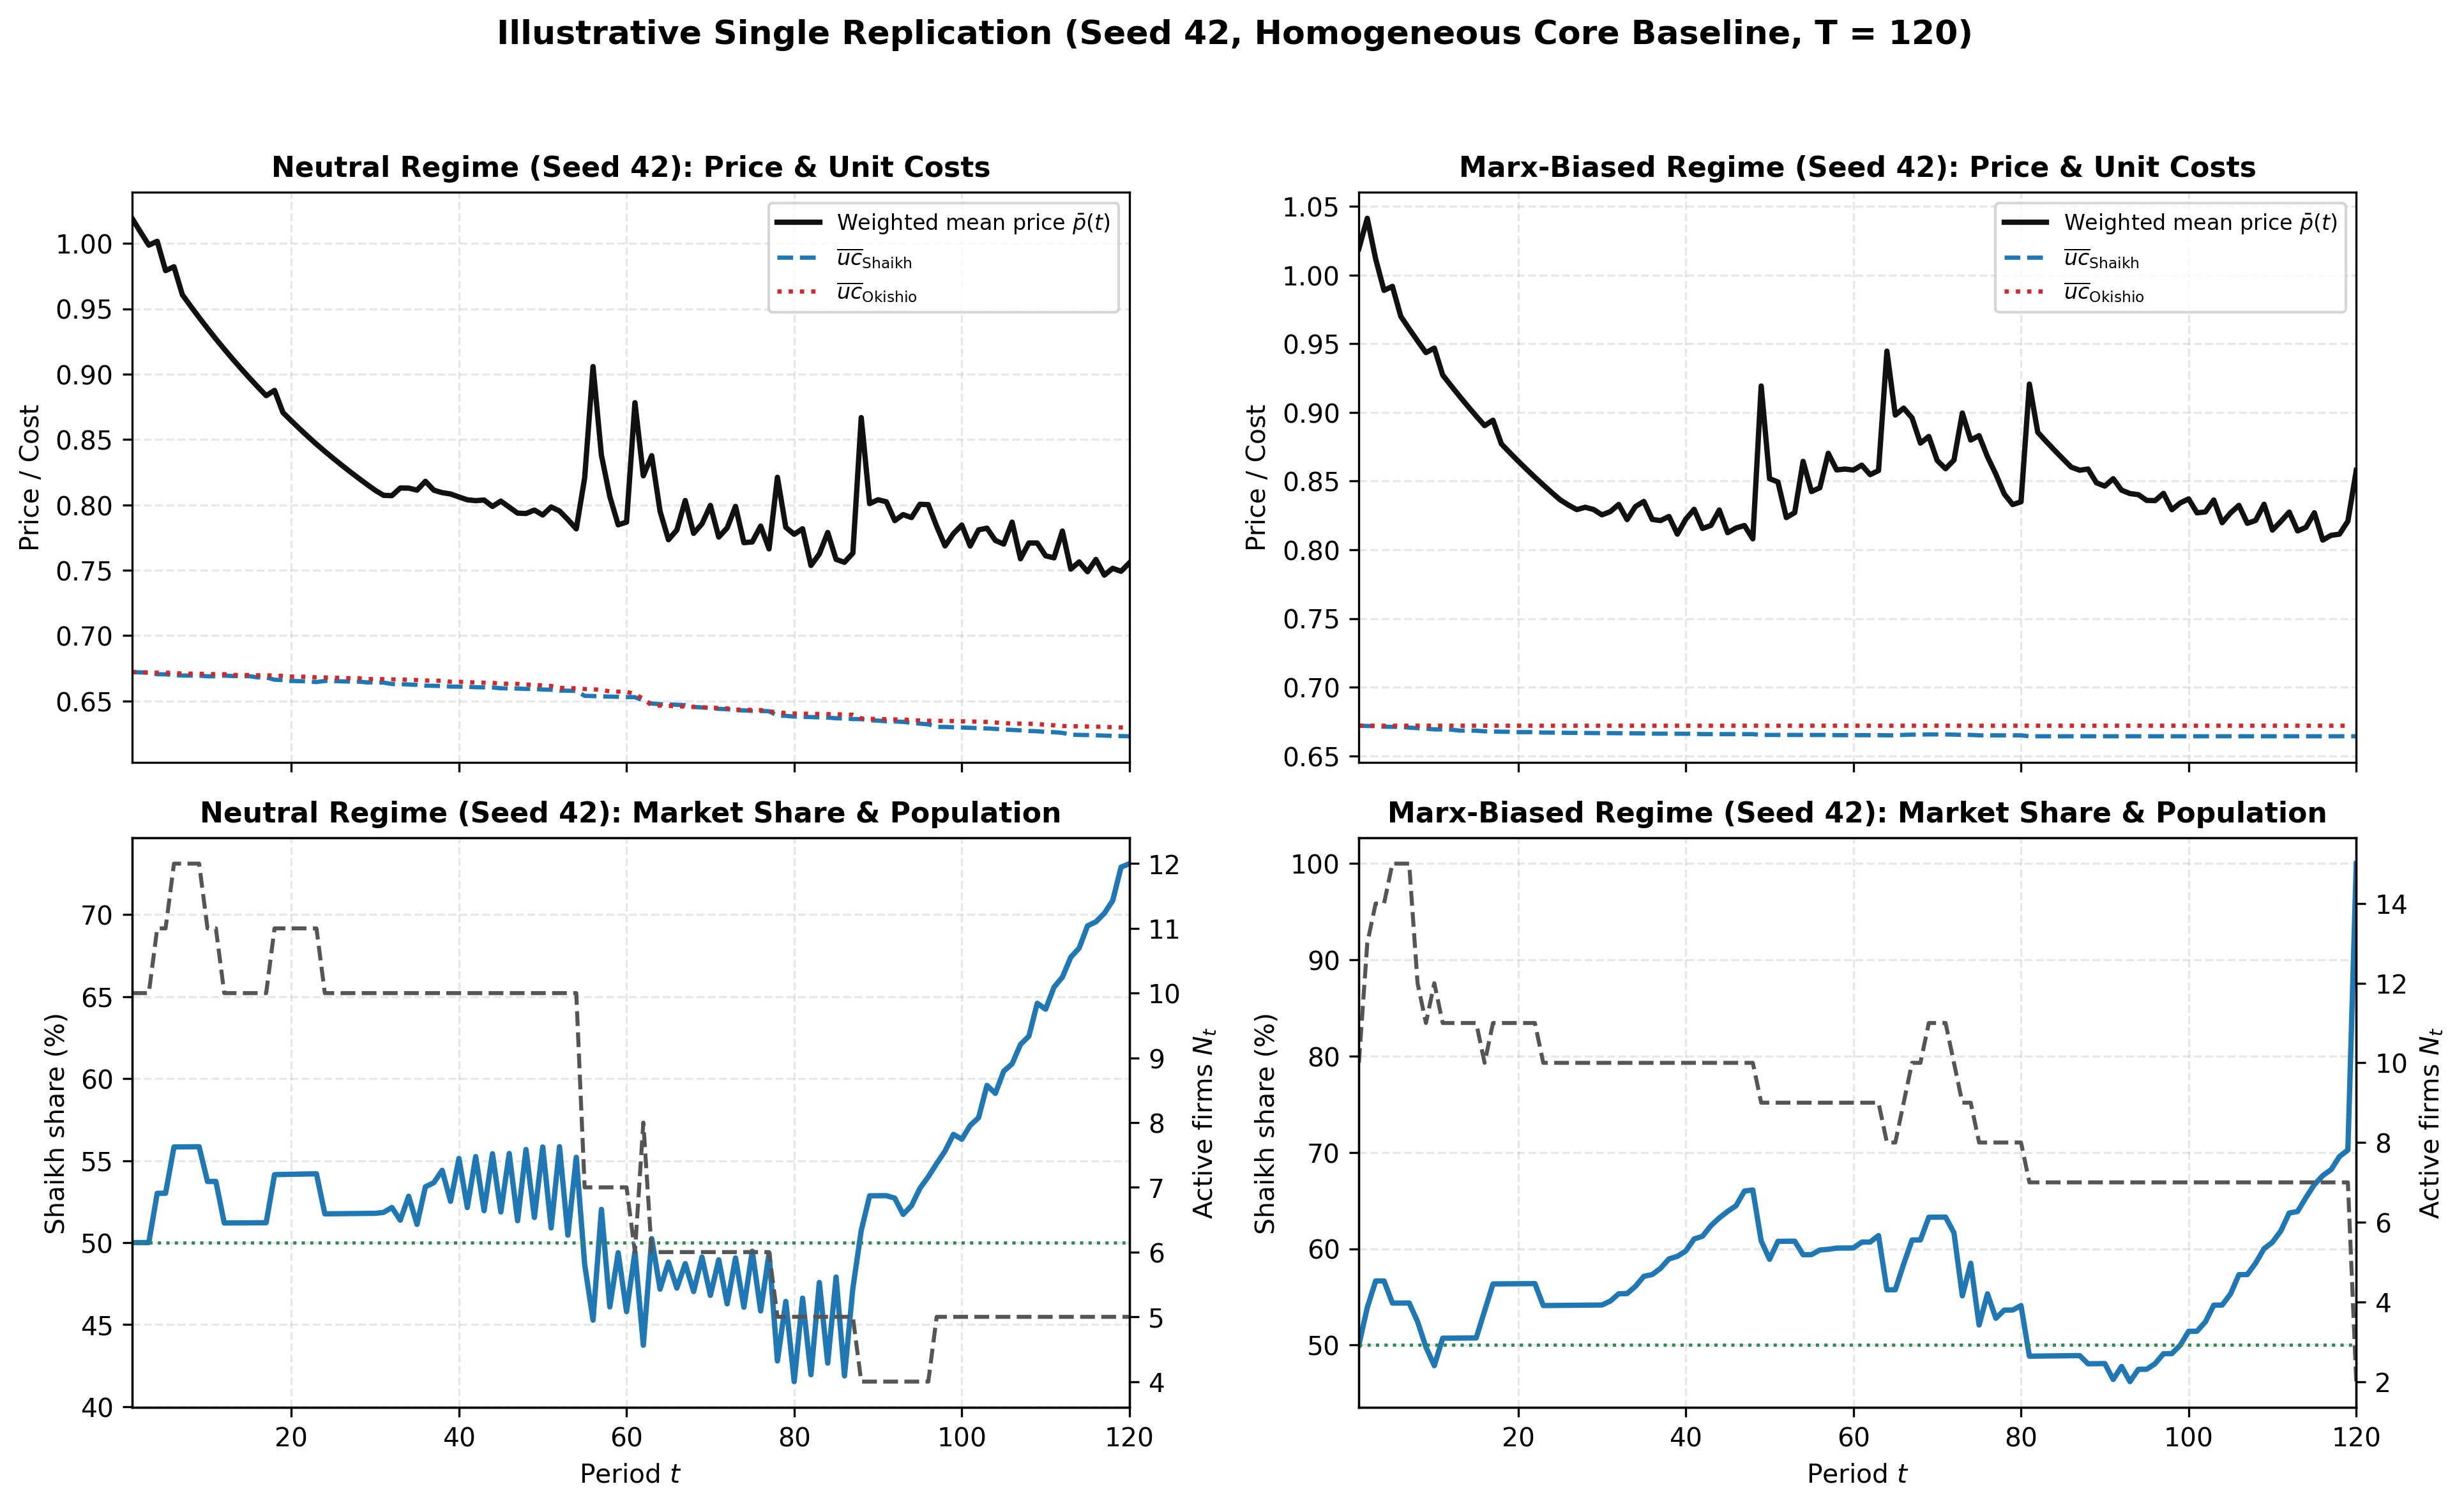 Illustrative Single Replication (Seed 42, Homogeneous Core Baseline, T = 120)
Neutral Regime (Seed 42): Price & Unit Costs
Price / Cost
1.00
0.95
0.90
0.85
0.80
0.75
0.70
0.65
Weighted mean price p̄(t)
u̅c̅ Shaikh
u̅c̅ Okishio
Marx-Biased Regime (Seed 42): Price & Unit Costs
Price / Cost
1.05
1.00
0.95
0.90
0.85
0.80
0.75
0.70
0.65
Weighted mean price p̄(t)
u̅c̅ Shaikh
u̅c̅ Okishio
Neutral Regime (Seed 42): Market Share & Population
Shaikh share (%)
70
65
60
55
50
45
40
12
11
10
9
8
7
6
5
4
Active firms Nₜ
20 40 60 80 100 120
Period t
Marx-Biased Regime (Seed 42): Market Share & Population
Shaikh share (%)
100
90
80
70
60
50
14
12
10
8
6
4
2
Active firms Nₜ
20 40 60 80 100 120
Period t